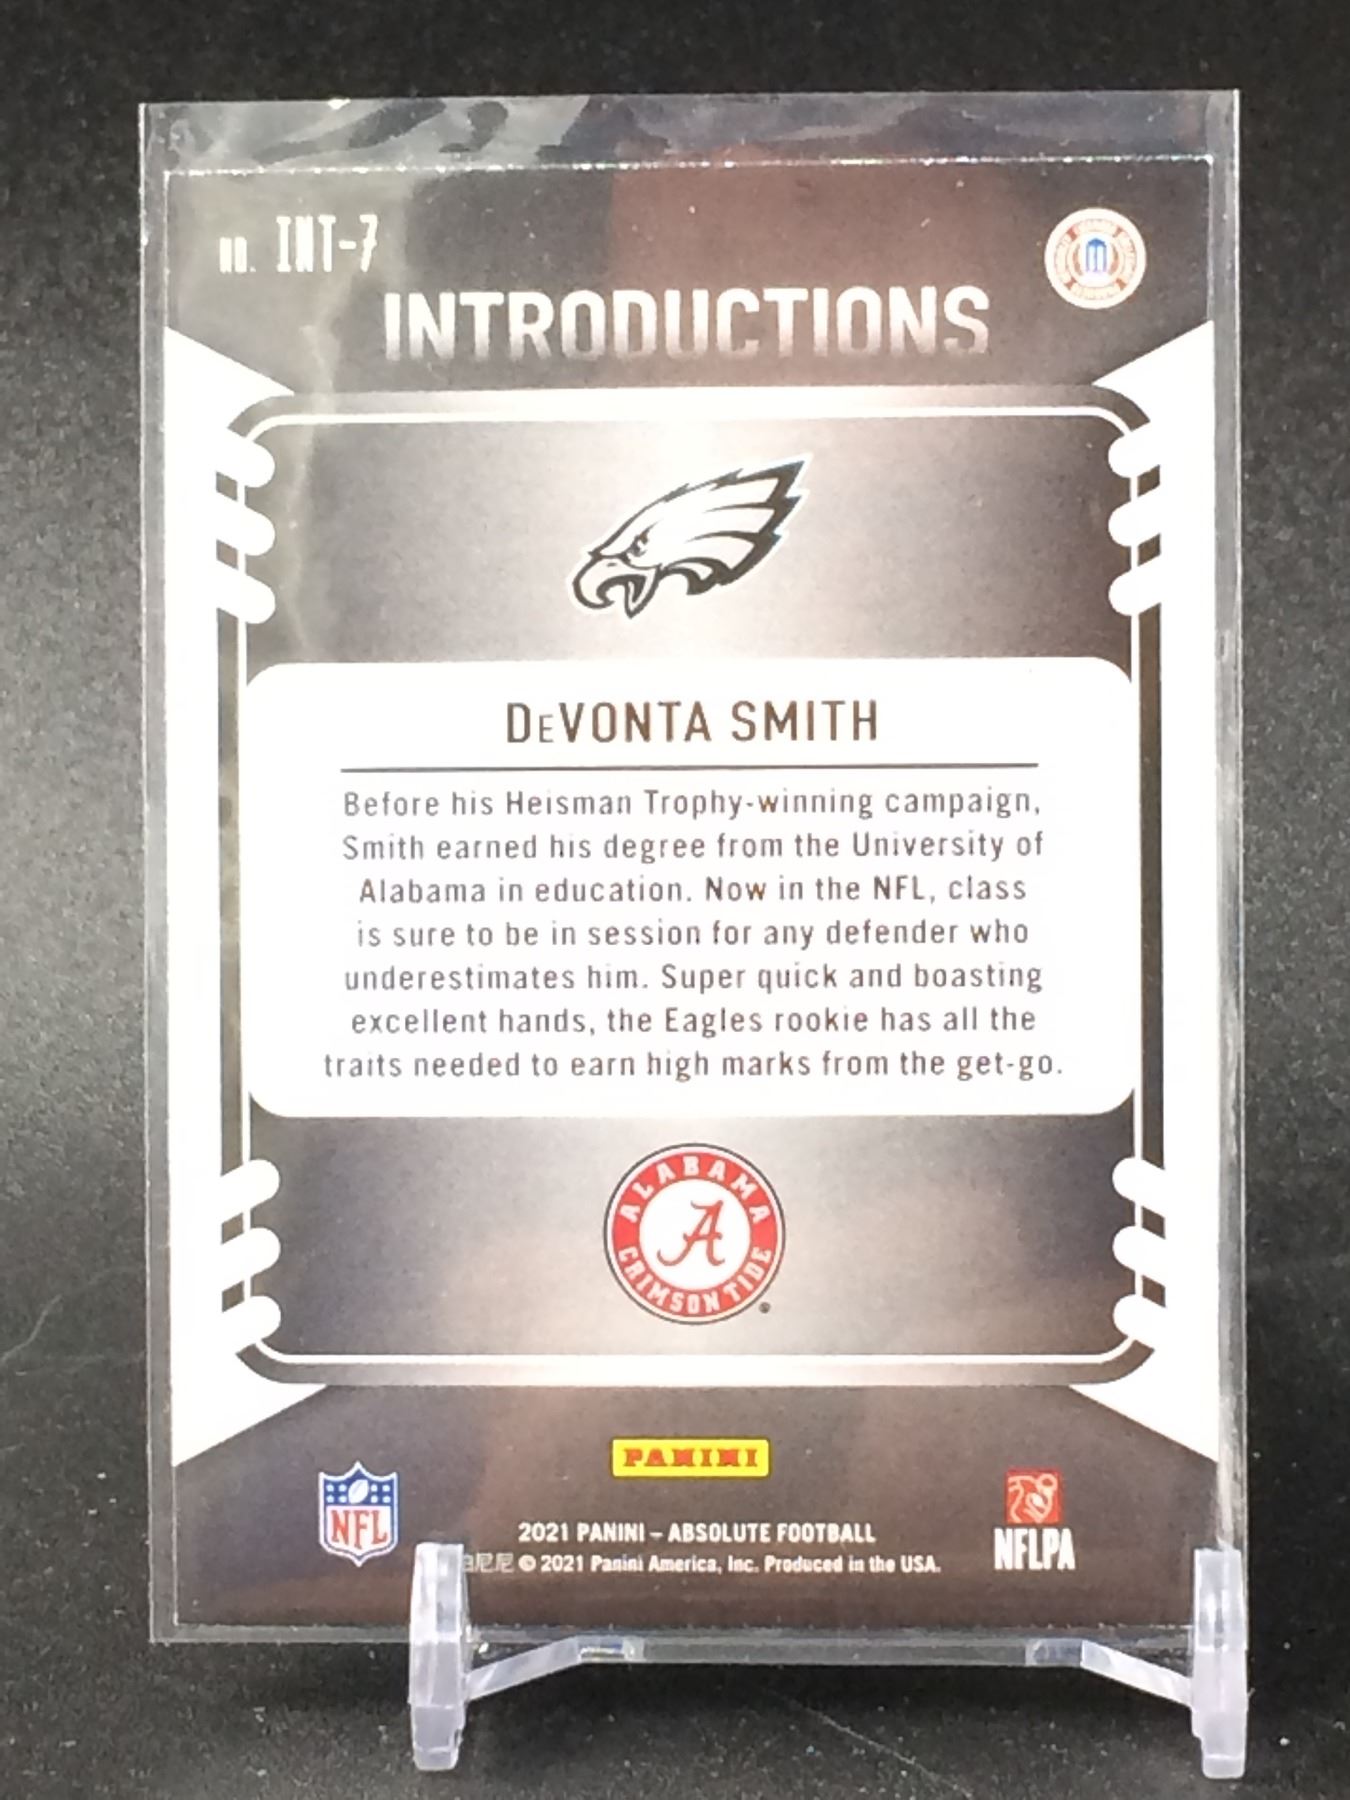 no. INT-7
INTRODUCTIONS
DeVONTA SMITH
Before his Heisman Trophy-winning campaign,
Smith earned his degree from the University of
Alabama in education. Now in the NFL, class
is sure to be in session for any defender who
underestimates him. Super quick and boasting
excellent hands, the Eagles rookie has all the
traits needed to earn high marks from the get-go.
ALABAMA
A
CRIMSON TIDE
PANINI
NFL
2021 PANINI – ABSOLUTE FOOTBALL
尼尼 © 2021 Panini America, Inc. Produced in the USA.
NFLPA